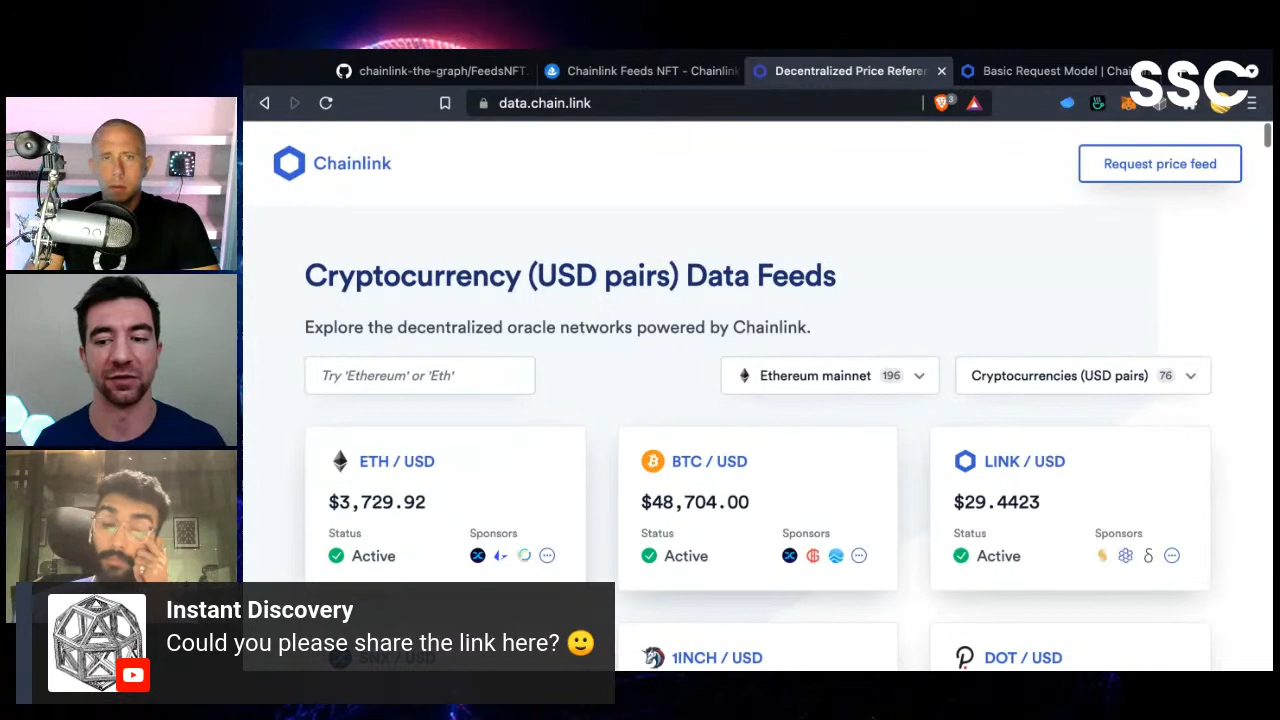 SSC
chainlink-the-graph/FeedsNFT
Chainlink Feeds NFT - Chainlink
Decentralized Price Refere
Basic Request Model |
data.chain.link
3
Chainlink
Request price feed
Cryptocurrency (USD pairs) Data Feeds
Explore the decentralized oracle networks powered by Chainlink.
Try 'Ethereum' or 'Eth'
Ethereum mainnet 196
Cryptocurrencies (USD pairs) 76
ETH / USD
BTC / USD
LINK / USD
$3,729.92
$48,704.00
$29.4423
Status Sponsors
Status Sponsors
Status Sponsors
Active
Active
Active
Instant Discovery
Could you please share the link here? 🙂
SNX / USD
1INCH / USD
DOT / USD